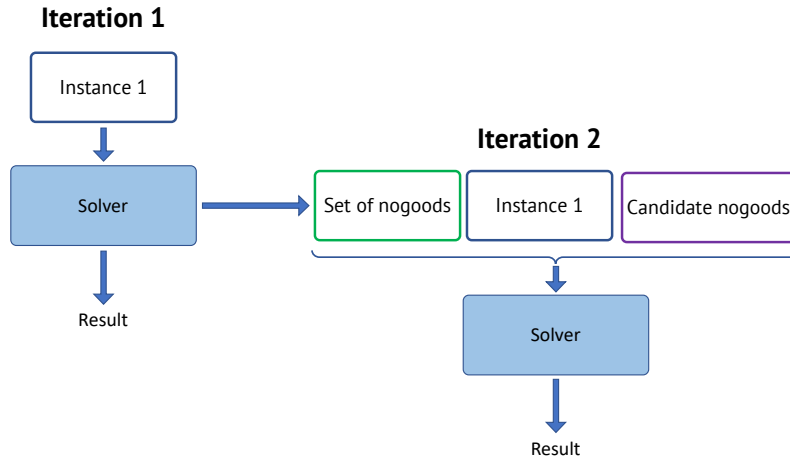 Iteration 1
Instance 1
Solver
Result
Iteration 2
Set of nogoods
Instance 1
Candidate nogoods
Solver
Result